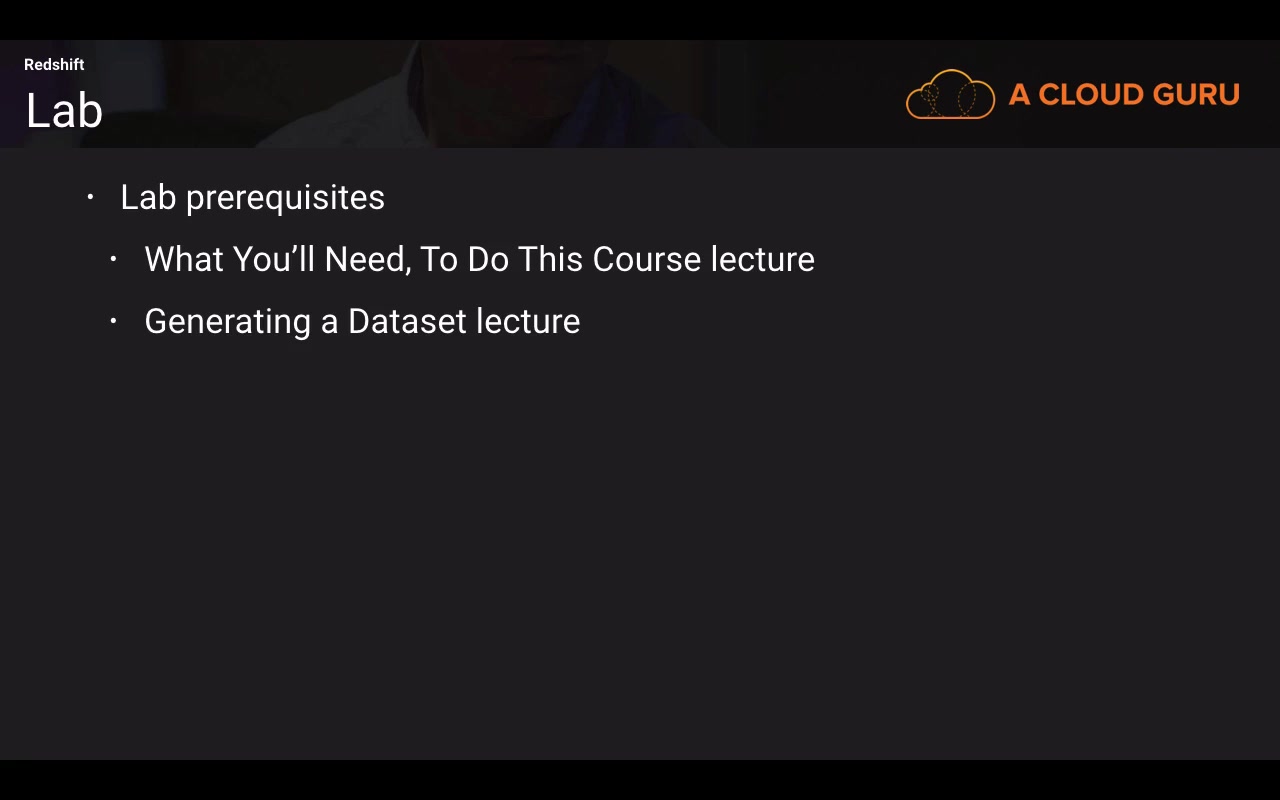 Redshift
Lab
A CLOUD GURU
• Lab prerequisites
• What You’ll Need, To Do This Course lecture
• Generating a Dataset lecture